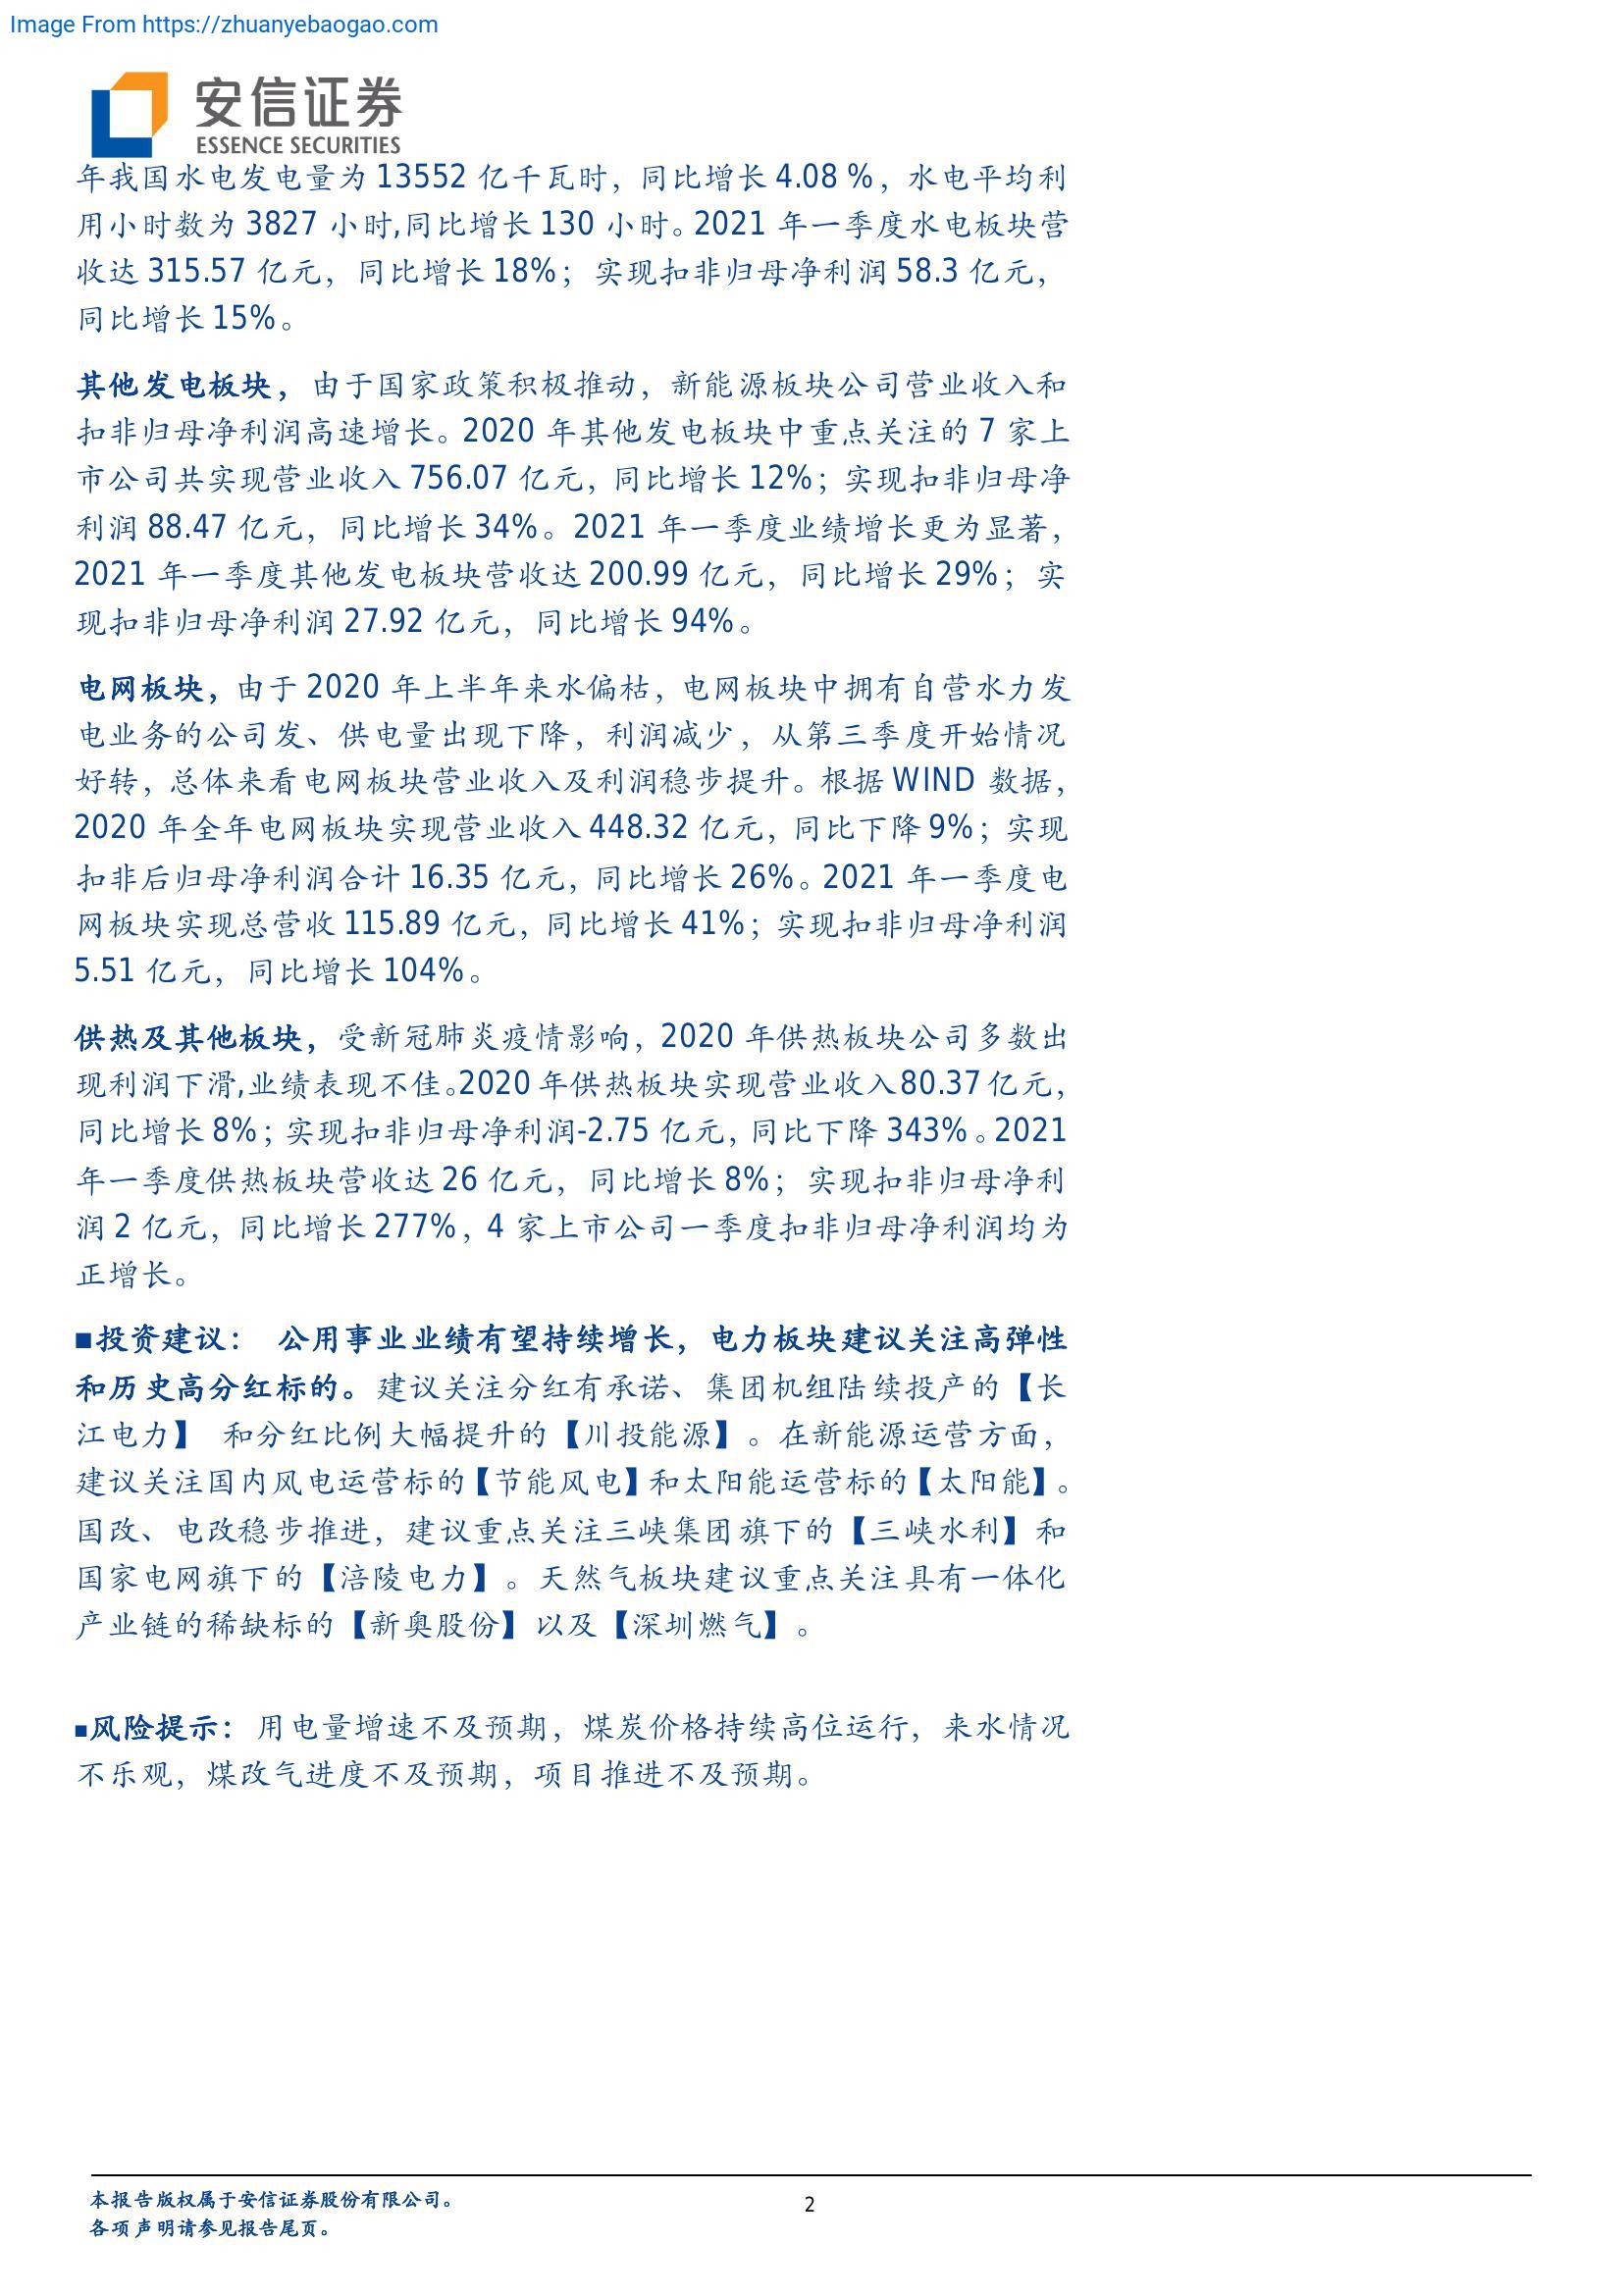 Image From https://zhuanyebaogao.com
安信证券
ESSENCE SECURITIES
年我国水电发电量为 13552 亿千瓦时，同比增长 4.08 %，水电平均利
用小时数为 3827 小时,同比增长 130 小时。2021 年一季度水电板块营
收达 315.57 亿元，同比增长 18%；实现扣非归母净利润 58.3 亿元，
同比增长 15%。
其他发电板块，由于国家政策积极推动，新能源板块公司营业收入和
扣非归母净利润高速增长。2020 年其他发电板块中重点关注的 7 家上
市公司共实现营业收入 756.07 亿元，同比增长 12%；实现扣非归母净
利润 88.47 亿元，同比增长 34%。2021 年一季度业绩增长更为显著，
2021 年一季度其他发电板块营收达 200.99 亿元，同比增长 29%；实
现扣非归母净利润 27.92 亿元，同比增长 94%。
电网板块，由于 2020 年上半年来水偏枯，电网板块中拥有自营水力发
电业务的公司发、供电量出现下降，利润减少，从第三季度开始情况
好转，总体来看电网板块营业收入及利润稳步提升。根据 WIND 数据，
2020 年全年电网板块实现营业收入 448.32 亿元，同比下降 9%；实现
扣非后归母净利润合计 16.35 亿元，同比增长 26%。2021 年一季度电
网板块实现总营收 115.89 亿元，同比增长 41%；实现扣非归母净利润
5.51 亿元，同比增长 104%。
供热及其他板块，受新冠肺炎疫情影响，2020 年供热板块公司多数出
现利润下滑,业绩表现不佳。2020 年供热板块实现营业收入80.37 亿元，
同比增长 8%；实现扣非归母净利润-2.75 亿元，同比下降 343%。2021
年一季度供热板块营收达 26 亿元，同比增长 8%；实现扣非归母净利
润 2 亿元，同比增长 277%，4 家上市公司一季度扣非归母净利润均为
正增长。
■投资建议： 公用事业业绩有望持续增长，电力板块建议关注高弹性
和历史高分红标的。建议关注分红有承诺、集团机组陆续投产的【长
江电力】 和分红比例大幅提升的【川投能源】。在新能源运营方面，
建议关注国内风电运营标的【节能风电】和太阳能运营标的【太阳能】。
国改、电改稳步推进，建议重点关注三峡集团旗下的【三峡水利】和
国家电网旗下的【涪陵电力】。天然气板块建议重点关注具有一体化
产业链的稀缺标的【新奥股份】以及【深圳燃气】。
■风险提示：用电量增速不及预期，煤炭价格持续高位运行，来水情况
不乐观，煤改气进度不及预期，项目推进不及预期。
本报告版权属于安信证券股份有限公司。
2
各项声明请参见报告尾页。